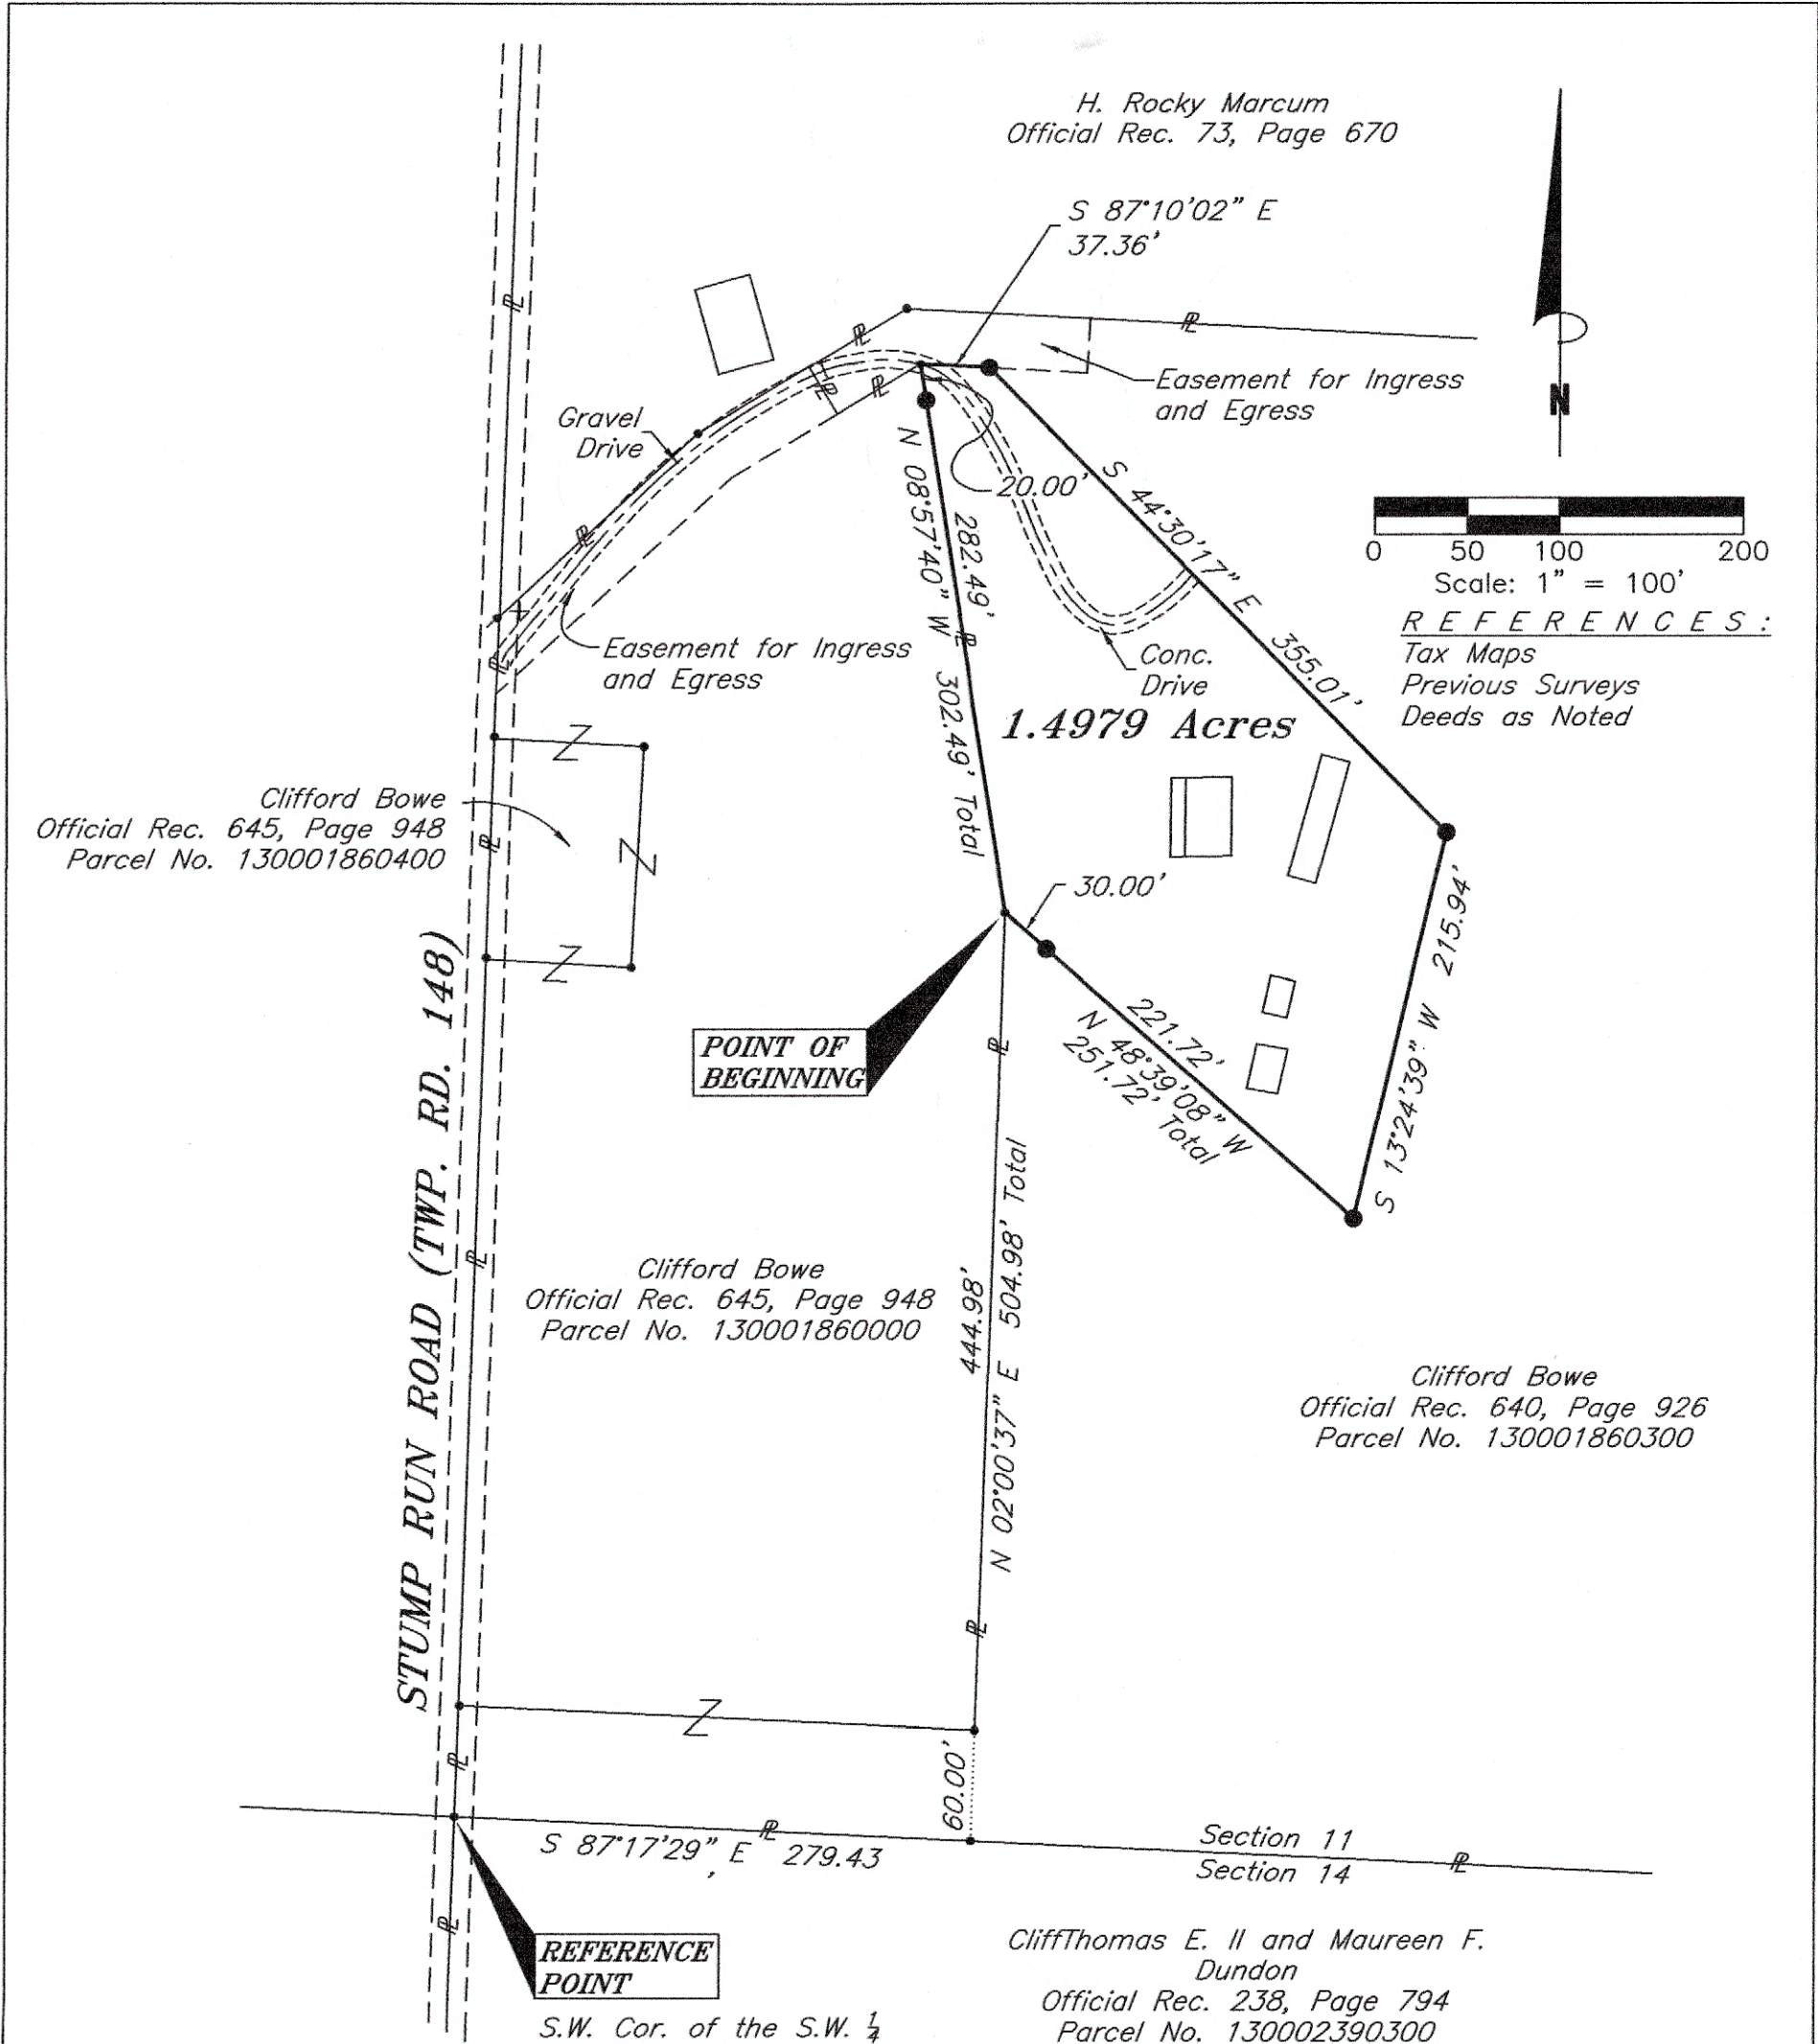 H. Rocky Marcum
Official Rec. 73, Page 670
S 87°10'02" E
37.36'
Easement for Ingress
and Egress
N
Gravel
Drive
20.00'
N 08°57'40" W 302.49' Total
282.49'
S 44°30'17" E 355.01'
0 50 100 200
Scale: 1" = 100'
REFERENCES:
Tax Maps
Previous Surveys
Deeds as Noted
Easement for Ingress
and Egress
Conc.
Drive
1.4979 Acres
Clifford Bowe
Official Rec. 645, Page 948
Parcel No. 130001860400
30.00'
S 13°24'39" W 215.94'
221.72'
N 48°39'08" W
251.72' Total
POINT OF
BEGINNING
STUMP RUN ROAD (TWP. RD. 148)
Clifford Bowe
Official Rec. 645, Page 948
Parcel No. 130001860000
444.98'
N 02°00'37" E 504.98' Total
Clifford Bowe
Official Rec. 640, Page 926
Parcel No. 130001860300
60.00'
S 87°17'29" E 279.43
'
Section 11
Section 14
REFERENCE
POINT
S.W. Cor. of the S.W. ¼
CliffThomas E. II and Maureen F.
Dundon
Official Rec. 238, Page 794
Parcel No. 130002390300